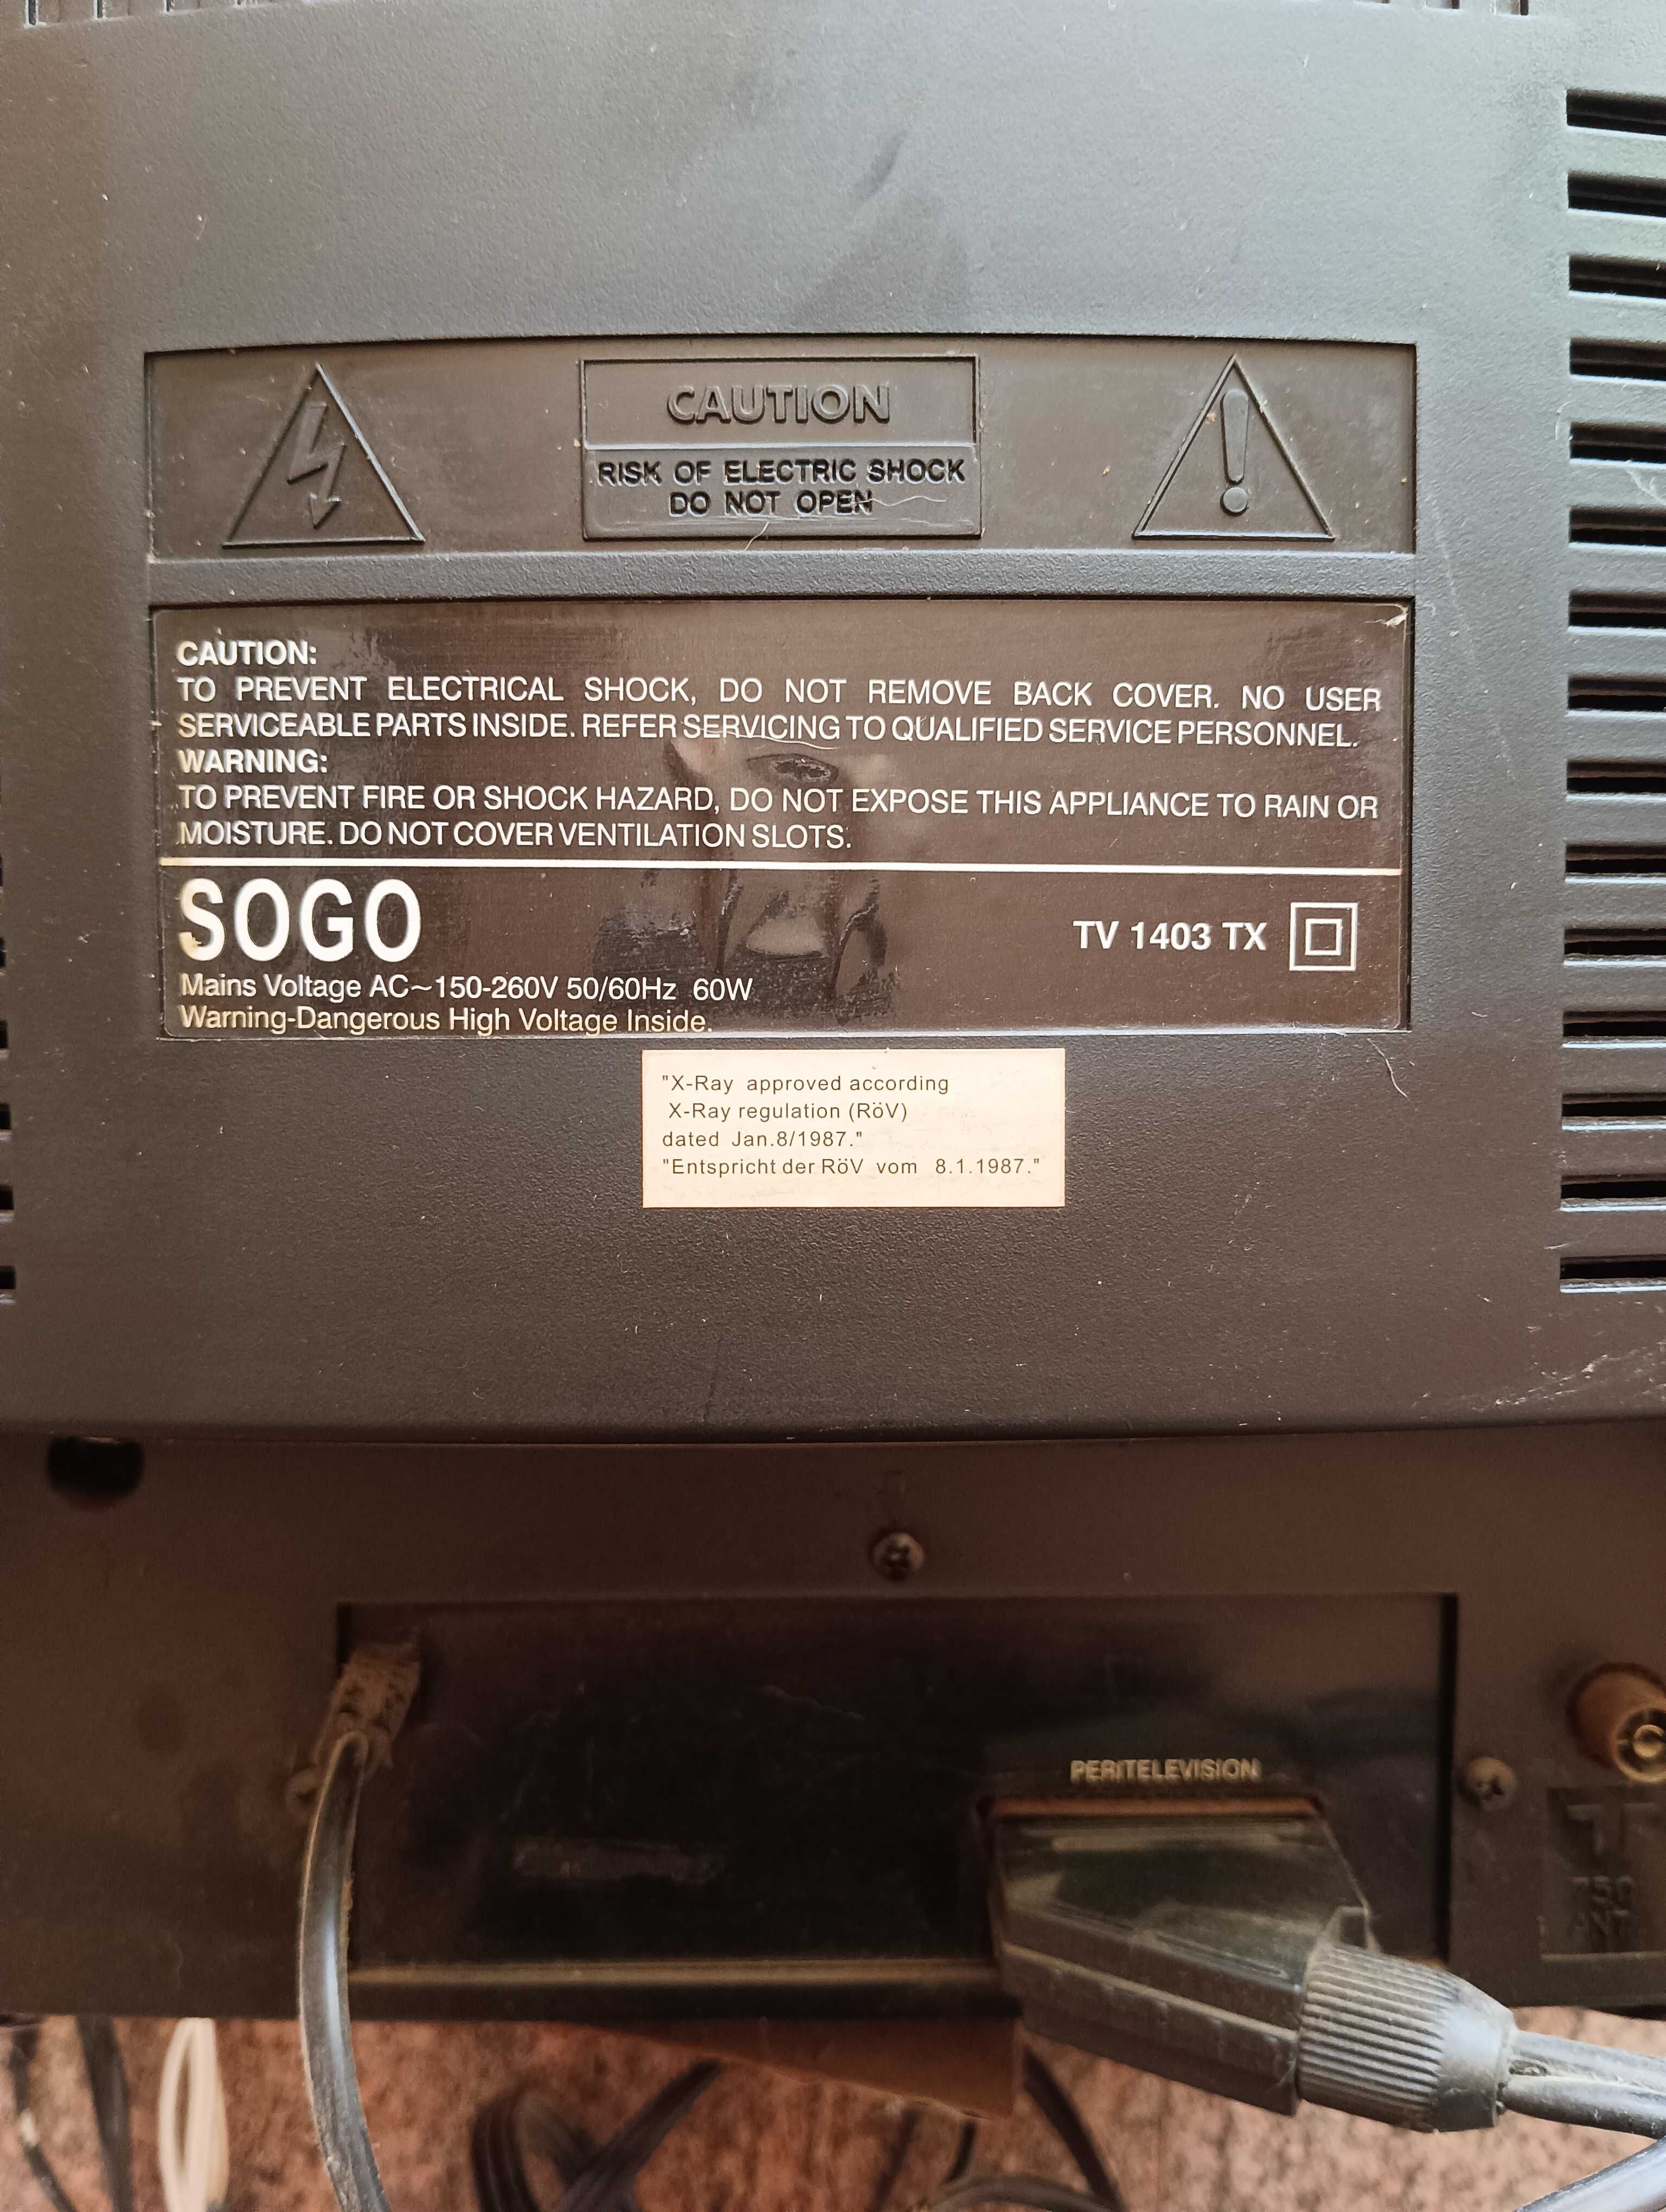 CAUTION
RISK OF ELECTRIC SHOCK
DO NOT OPEN
CAUTION:
TO PREVENT ELECTRICAL SHOCK, DO NOT REMOVE BACK COVER. NO USER
SERVICEABLE PARTS INSIDE. REFER SERVICING TO QUALIFIED SERVICE PERSONNEL.
WARNING:
TO PREVENT FIRE OR SHOCK HAZARD, DO NOT EXPOSE THIS APPLIANCE TO RAIN OR
MOISTURE. DO NOT COVER VENTILATION SLOTS.
SOGO
TV 1403 TX
Mains Voltage AC~150-260V 50/60Hz 60W
Warning-Dangerous High Voltage Inside.
"X-Ray approved according
X-Ray regulation (RöV)
dated Jan.8/1987."
"Entspricht der RöV vom 8.1.1987."
PERITELEVISION